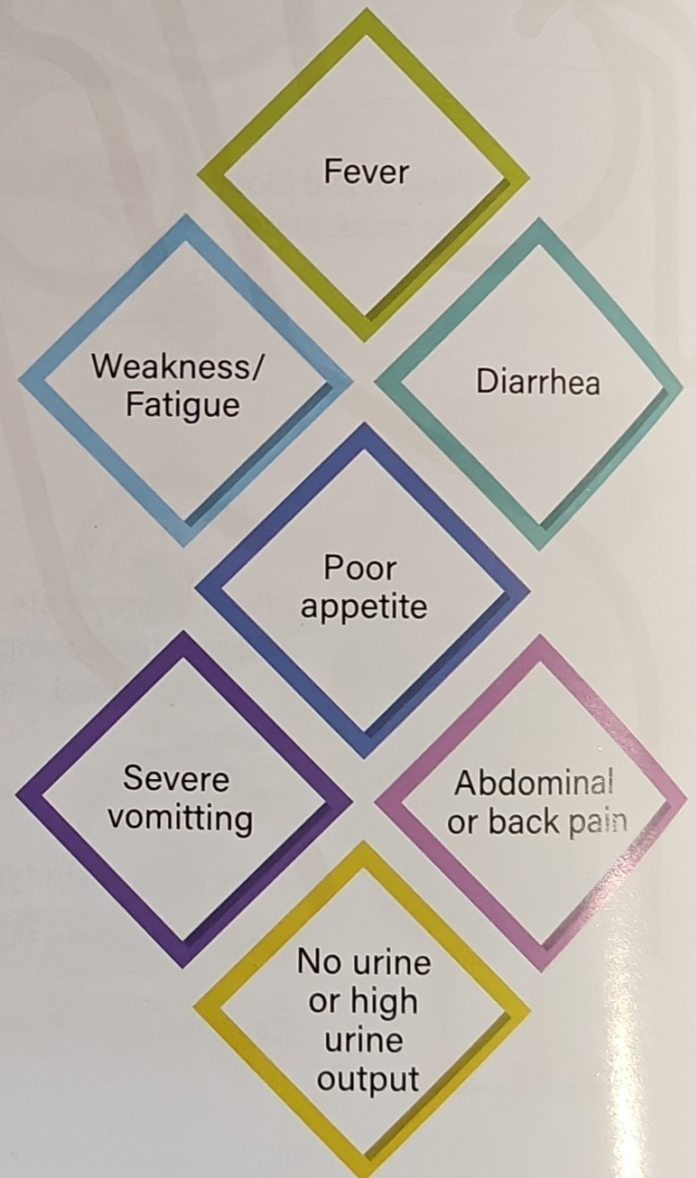 Fever
Weakness/
Fatigue
Diarrhea
Poor
appetite
Severe
vomitting
Abdominal
or back pain
No urine
or high
urine
output